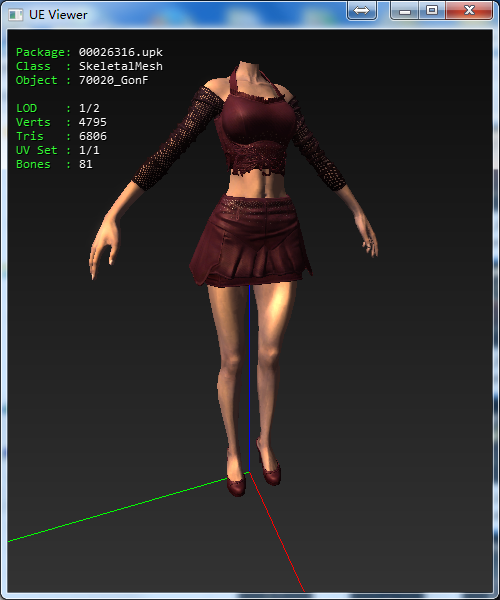 UE Viewer
Package: 00026316.upk
Class : SkeletalMesh
Object : 70020_GonF
LOD : 1/2
Verts : 4795
Tris : 6806
UV Set : 1/1
Bones : 81